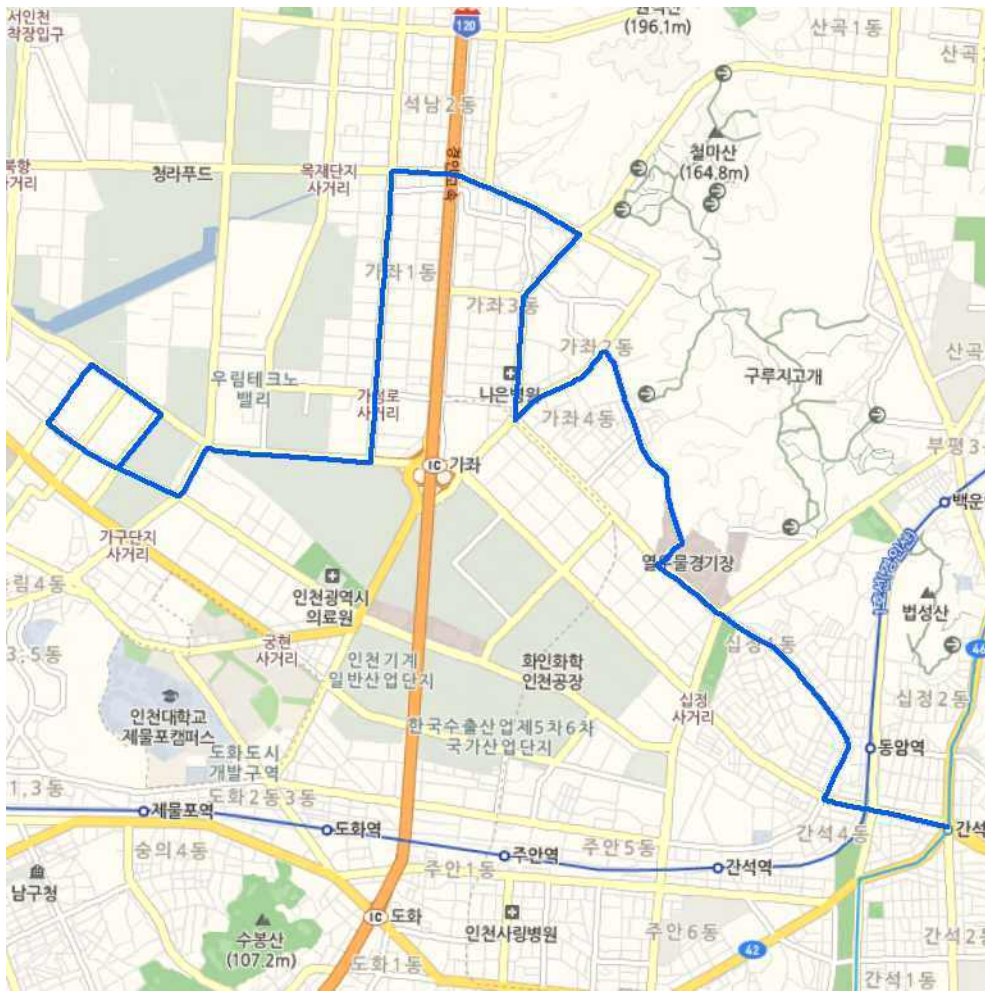 서인천
착장입구
120
(196.1m)
산곡1동
석남2동
철마산
(164.8m)
북항
사거리
청라푸드
목재단지
사거리
가좌1동
가좌3동
가좌2동
우림테크노
밸리
나은병원
가좌4동
구루지고개
산곡
사거리
IC 가좌
부평3
백운
가구단지
사거리
열우물경기장
인천광역시
의료원
법성산
궁현
사거리
인천기계
일반산업단지
화인화학
인천공장
십정1동
46
십정2동
십정
사거리
3,5동
인천대학교
제물포캠퍼스
한국수출산업제5차6차
국가산업단지
동암역
도화도시
개발구역
1,3동
도화2동3동
제물포역
도화역
간석4동
간석
숭의4동
주안역
주안5동
주안1동
간석역
남구청
IC 도화
인천사랑병원
수봉산
(107.2m)
주안6동
42
간석2동
도화1동
간석1동